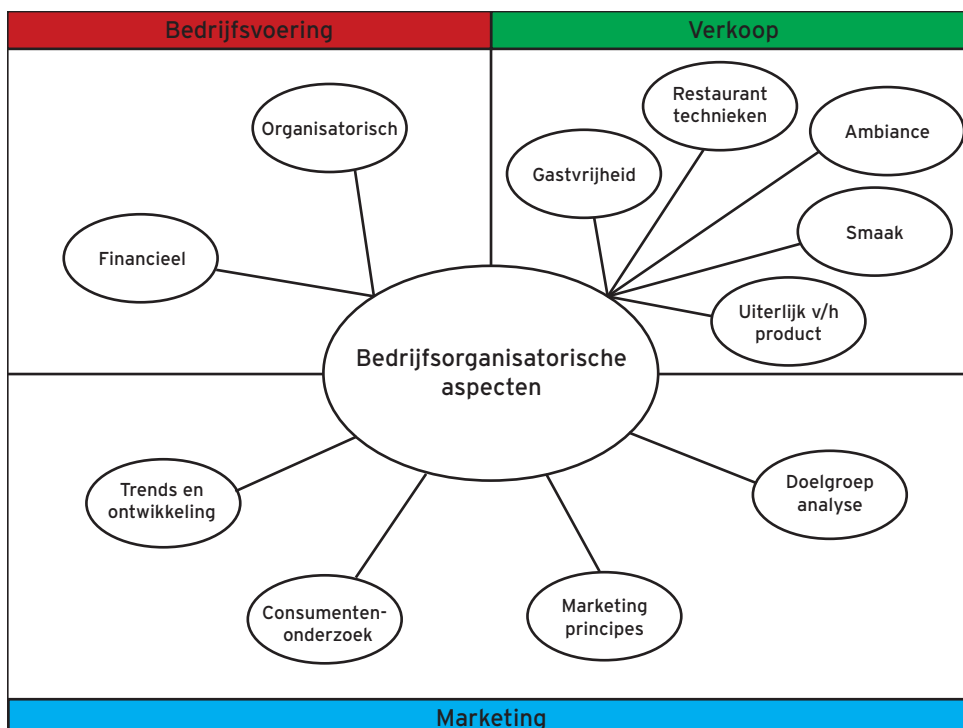 Bedrijfsvoering
Verkoop
Organisatorisch
Financieel
Restaurant
technieken
Ambiance
Gastvrijheid
Smaak
Uiterlijk v/h
product
Bedrijfsorganisatorische
aspecten
Trends en
ontwikkeling
Consumenten-
onderzoek
Marketing
principes
Doelgroep
analyse
Marketing